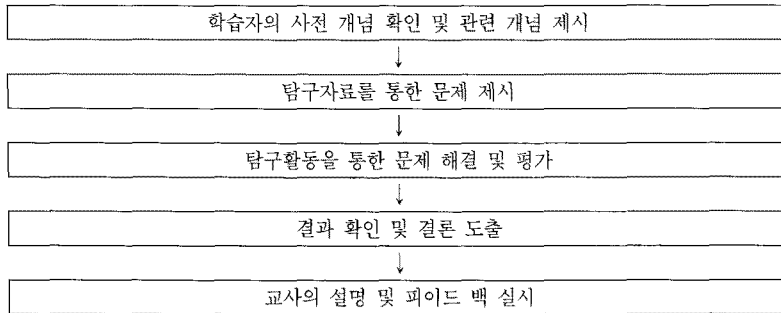 학습자의 사전 개념 확인 및 관련 개념 제시
탐구자료를 통한 문제 제시
탐구활동을 통한 문제 해결 및 평가
결과 확인 및 결론 도출
교사의 설명 및 피이드 백 실시